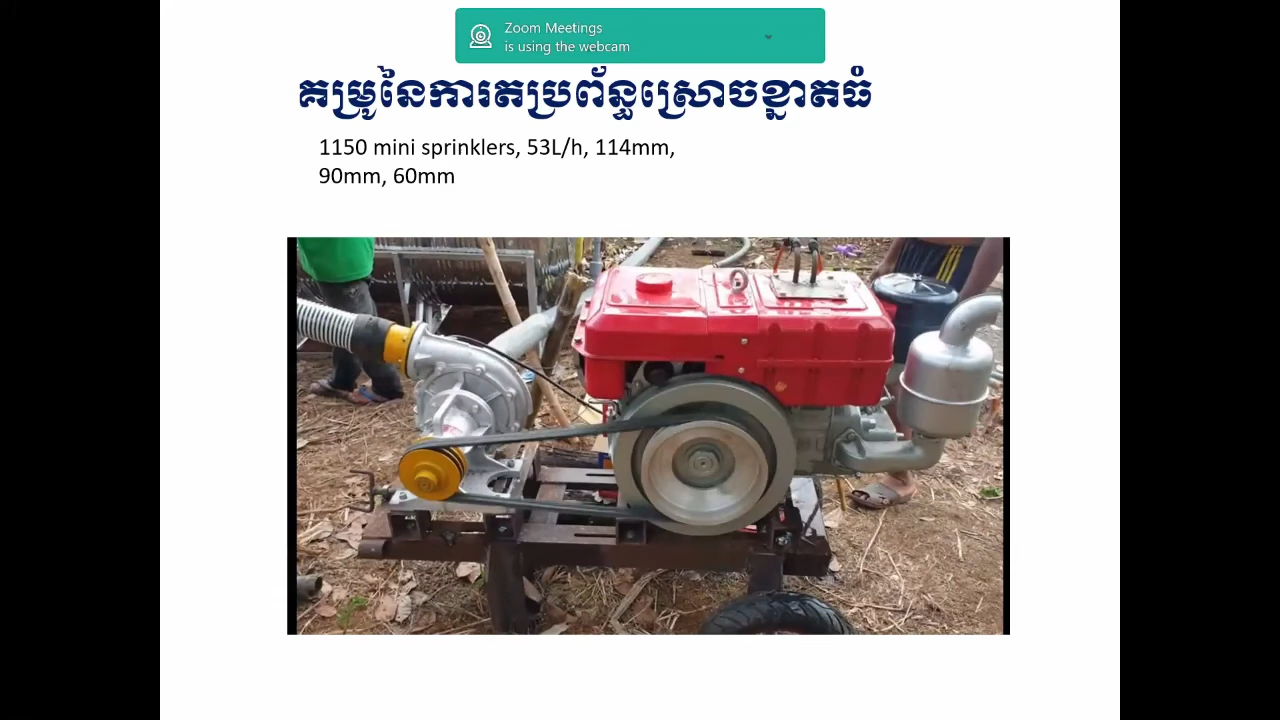 Zoom Meetings
is using the webcam
គម្រូនៃការតប្រព័ន្ធស្រោចខ្នាតធំ
1150 mini sprinklers, 53L/h, 114mm,
90mm, 60mm